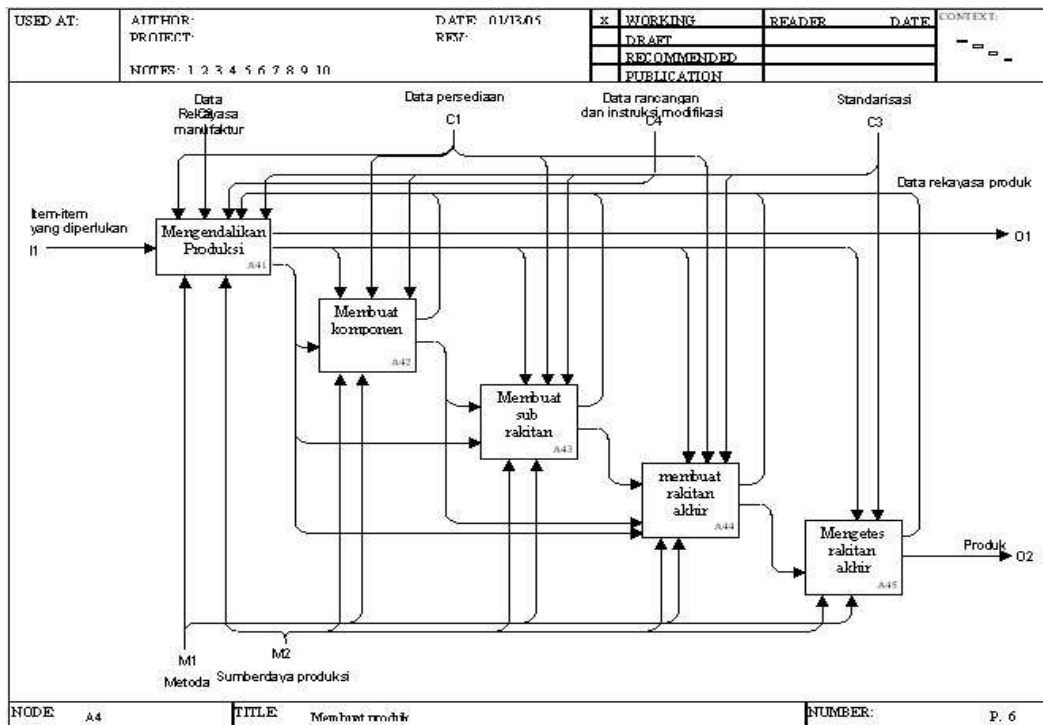 USED AT:
AUTHOR:
DATE: 01/13/05
PROJECT:
REV:
NOTES: 1 2 3 4 5 6 7 8 9 10
X WORKING
DRAFT
RECOMMENDED
PUBLICATION
READER DATE
CONTEXT:
Data
Rekayasa
manufaktur
Data persediaan
C1
Data rancangan
dan instruksi modifikasi
C4
Standarisasi
C3
Data rekayasa produk
O1
Item-item
yang diperlukan
I1
Mengendalikan
Produksi
A41
Membuat
komponen
A42
Membuat
sub
rakitan
A43
membuat
rakitan
akhir
A44
Mengetes
rakitan
akhir
A45
Produk
O2
M1
Metoda
M2
Sumberdaya produksi
NODE: A4
TITLE: Membuat produk
NUMBER: P. 6